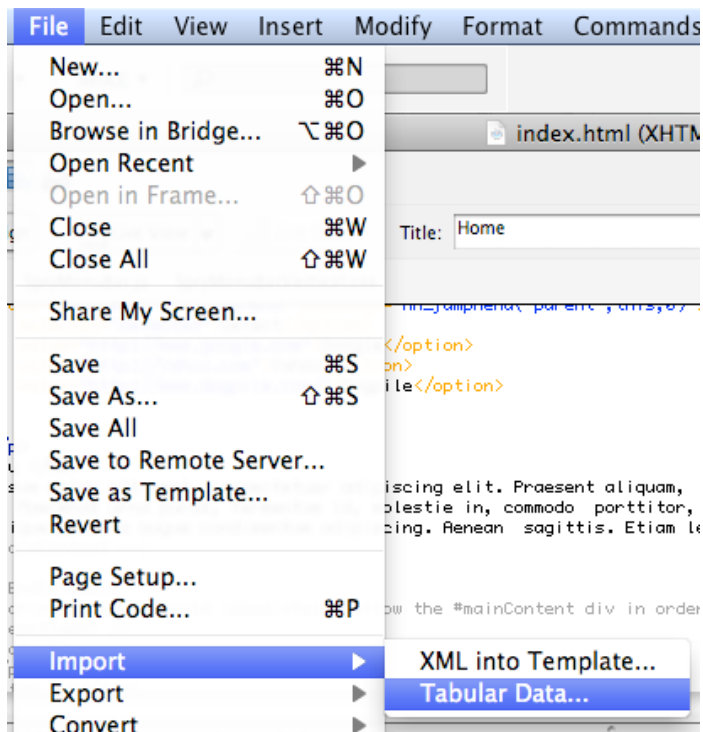 File Edit View Insert Modify Format Commands
New... ⌘N
Open... ⌘O
Browse in Bridge... ⌥⌘O
index.html (XHTM
Open Recent
Open in Frame... ⇧⌘O
Close ⌘W
Title: Home
Close All ⇧⌘W
Share My Screen...
</option>
Save ⌘S
on>
Save As... ⇧⌘S
ile</option>
Save All
Save to Remote Server...
Save as Template...
iscing elit. Praesent aliquam,
olestie in, commodo porttitor,
Revert
cing. Aenean sagittis. Etiam le
Page Setup...
Print Code... ⌘P
ow the #mainContent div in order
Import
XML into Template...
Export
Tabular Data...
Convert